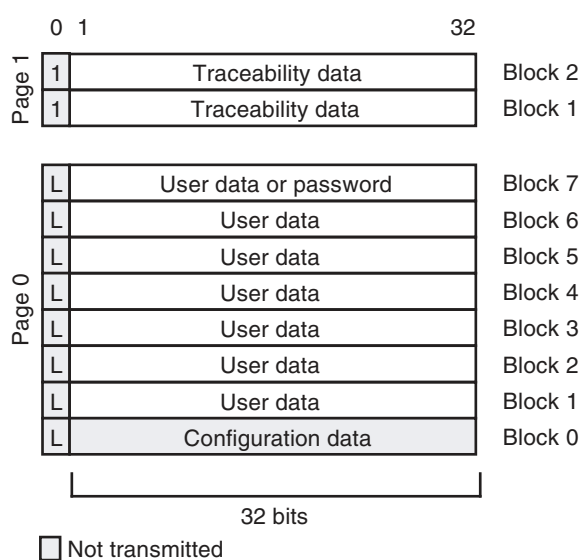 0 1 32
Page 1
1 Traceability data Block 2
1 Traceability data Block 1
Page 0
L User data or password Block 7
L User data Block 6
L User data Block 5
L User data Block 4
L User data Block 3
L User data Block 2
L User data Block 1
L Configuration data Block 0
32 bits
Not transmitted